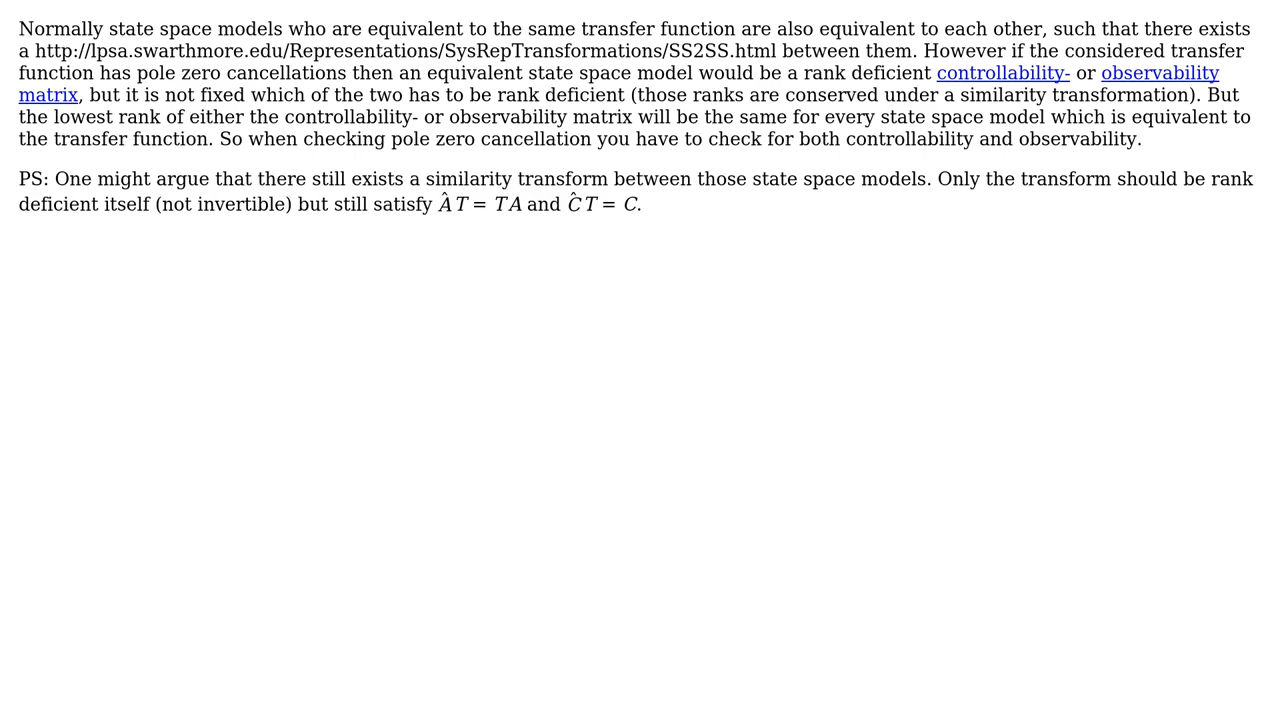 Normally state space models who are equivalent to the same transfer function are also equivalent to each other, such that there exists
a http://lpsa.swarthmore.edu/Representations/SysRepTransformations/SS2SS.html between them. However if the considered transfer
function has pole zero cancellations then an equivalent state space model would be a rank deficient controllability- or observability
matrix, but it is not fixed which of the two has to be rank deficient (those ranks are conserved under a similarity transformation). But
the lowest rank of either the controllability- or observability matrix will be the same for every state space model which is equivalent to
the transfer function. So when checking pole zero cancellation you have to check for both controllability and observability.
PS: One might argue that there still exists a similarity transform between those state space models. Only the transform should be rank
deficient itself (not invertible) but still satisfy Â T = T A and Ĉ T = C.